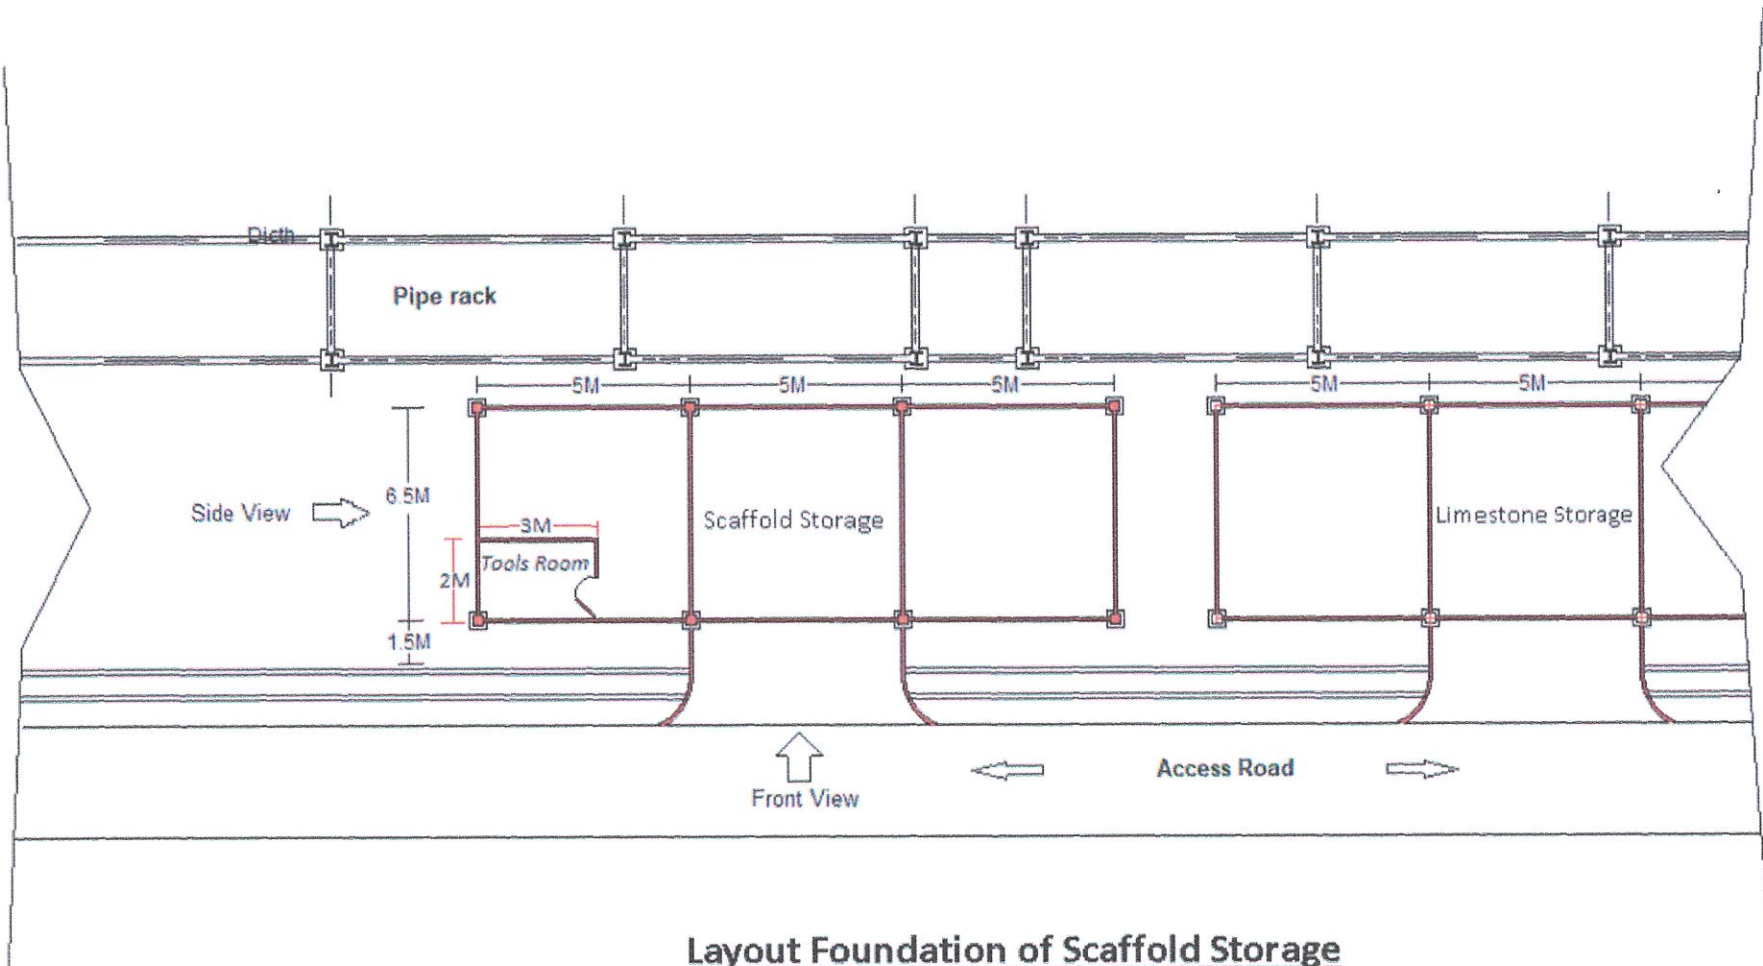 Dicth
Pipe rack
5M 5M 5M 5M 5M
6.5M
Side View
Scaffold Storage
Limestone Storage
3M
Tools Room
2M
1.5M
Access Road
Front View
Layout Foundation of Scaffold Storage